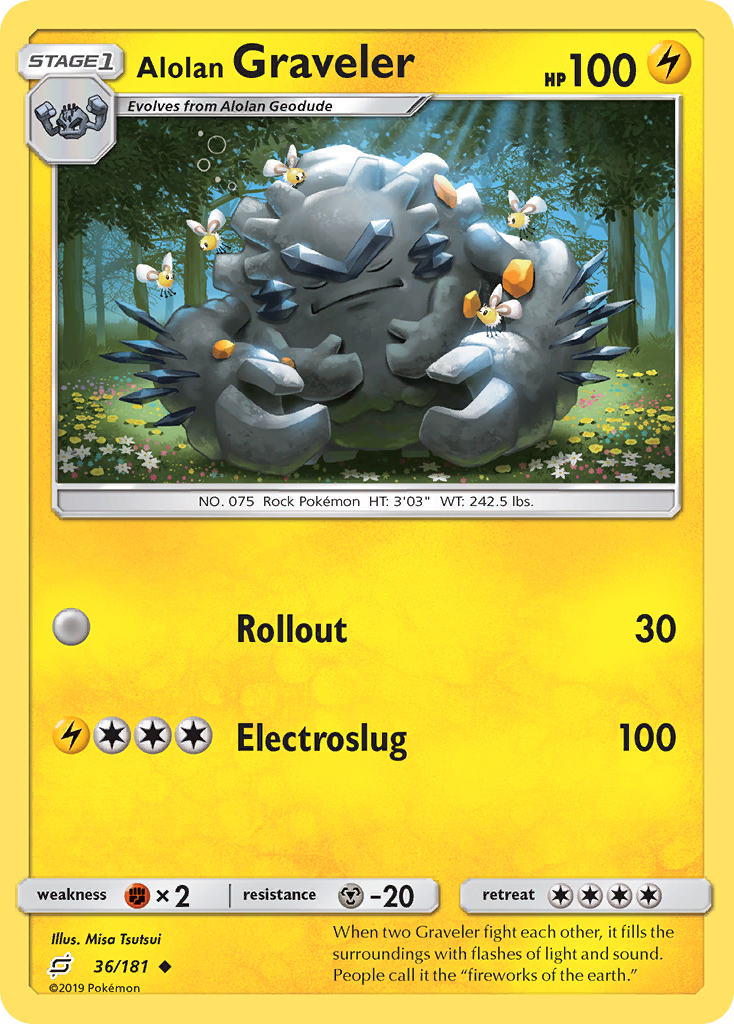 STAGE1
Alolan Graveler
HP100
Evolves from Alolan Geodude
NO. 075 Rock Pokémon HT: 3'03" WT: 242.5 lbs.
Rollout 30
Electroslug 100
weakness ×2 resistance -20 retreat
Illus. Misa Tsutsui
36/181
©2019 Pokémon
When two Graveler fight each other, it fills the
surroundings with flashes of light and sound.
People call it the “fireworks of the earth.”